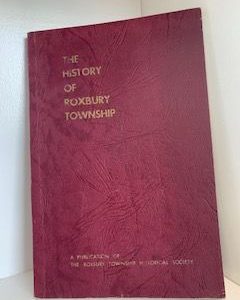 THE
HISTORY
OF
ROXBURY
TOWNSHIP
A PUBLICATION OF
THE ROXBURY TOWNSHIP HISTORICAL SOCIETY